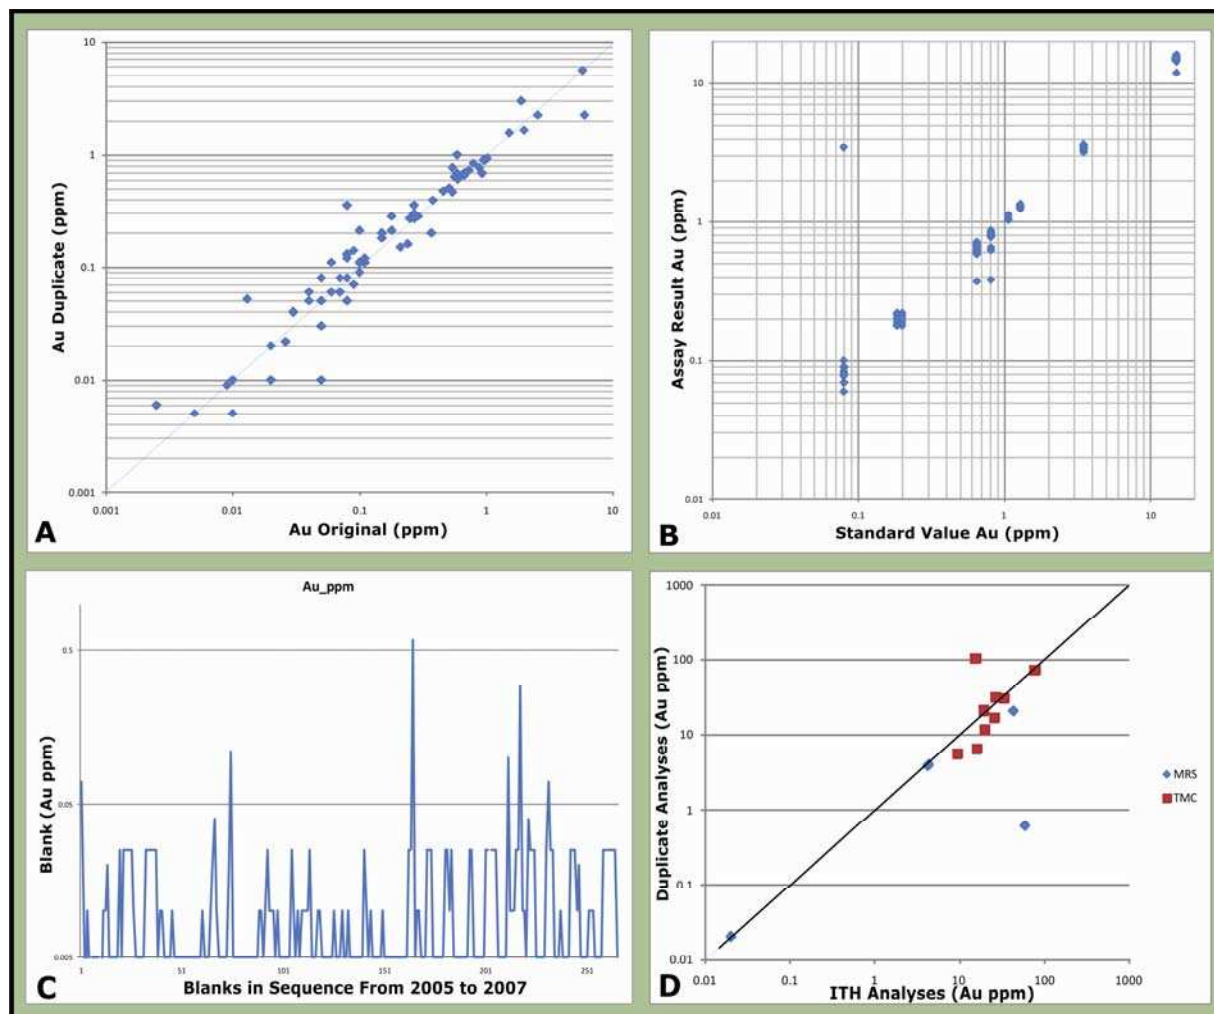 10
1
0.1
0.01
0.001
Au Duplicate (ppm)
0.001 0.01 0.1 1 10
Au Original (ppm)
A
10
1
0.1
0.01
Assay Result Au (ppm)
0.01 0.1 1 10
Standard Value Au (ppm)
B
Au_ppm
0.5
0.05
0.025
Blank (Au ppm)
1 51 101 151 201 251
Blanks in Sequence From 2005 to 2007
C
1000
100
10
1
0.1
0.01
Duplicate Analyses (Au ppm)
0.01 0.1 1 10 100 1000
ITH Analyses (Au ppm)
MRS
TMC
D